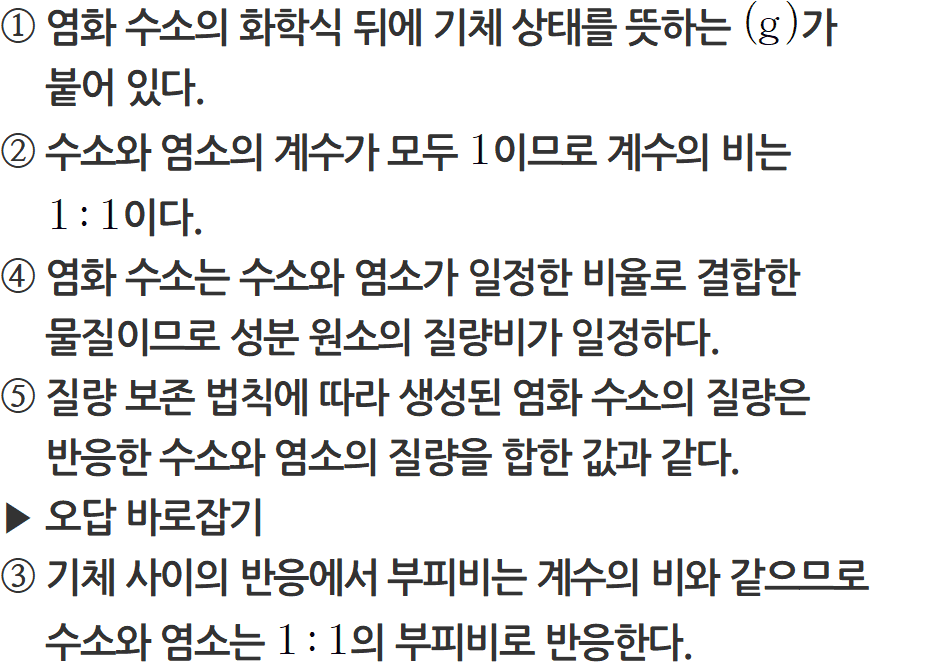 ① 염화 수소의 화학식 뒤에 기체 상태를 뜻하는 (g)가
붙어 있다.
② 수소와 염소의 계수가 모두 1이므로 계수의 비는
1 : 1이다.
④ 염화 수소는 수소와 염소가 일정한 비율로 결합한
물질이므로 성분 원소의 질량비가 일정하다.
⑤ 질량 보존 법칙에 따라 생성된 염화 수소의 질량은
반응한 수소와 염소의 질량을 합한 값과 같다.
▶ 오답 바로잡기
③ 기체 사이의 반응에서 부피비는 계수의 비와 같으므로
수소와 염소는 1 : 1의 부피비로 반응한다.